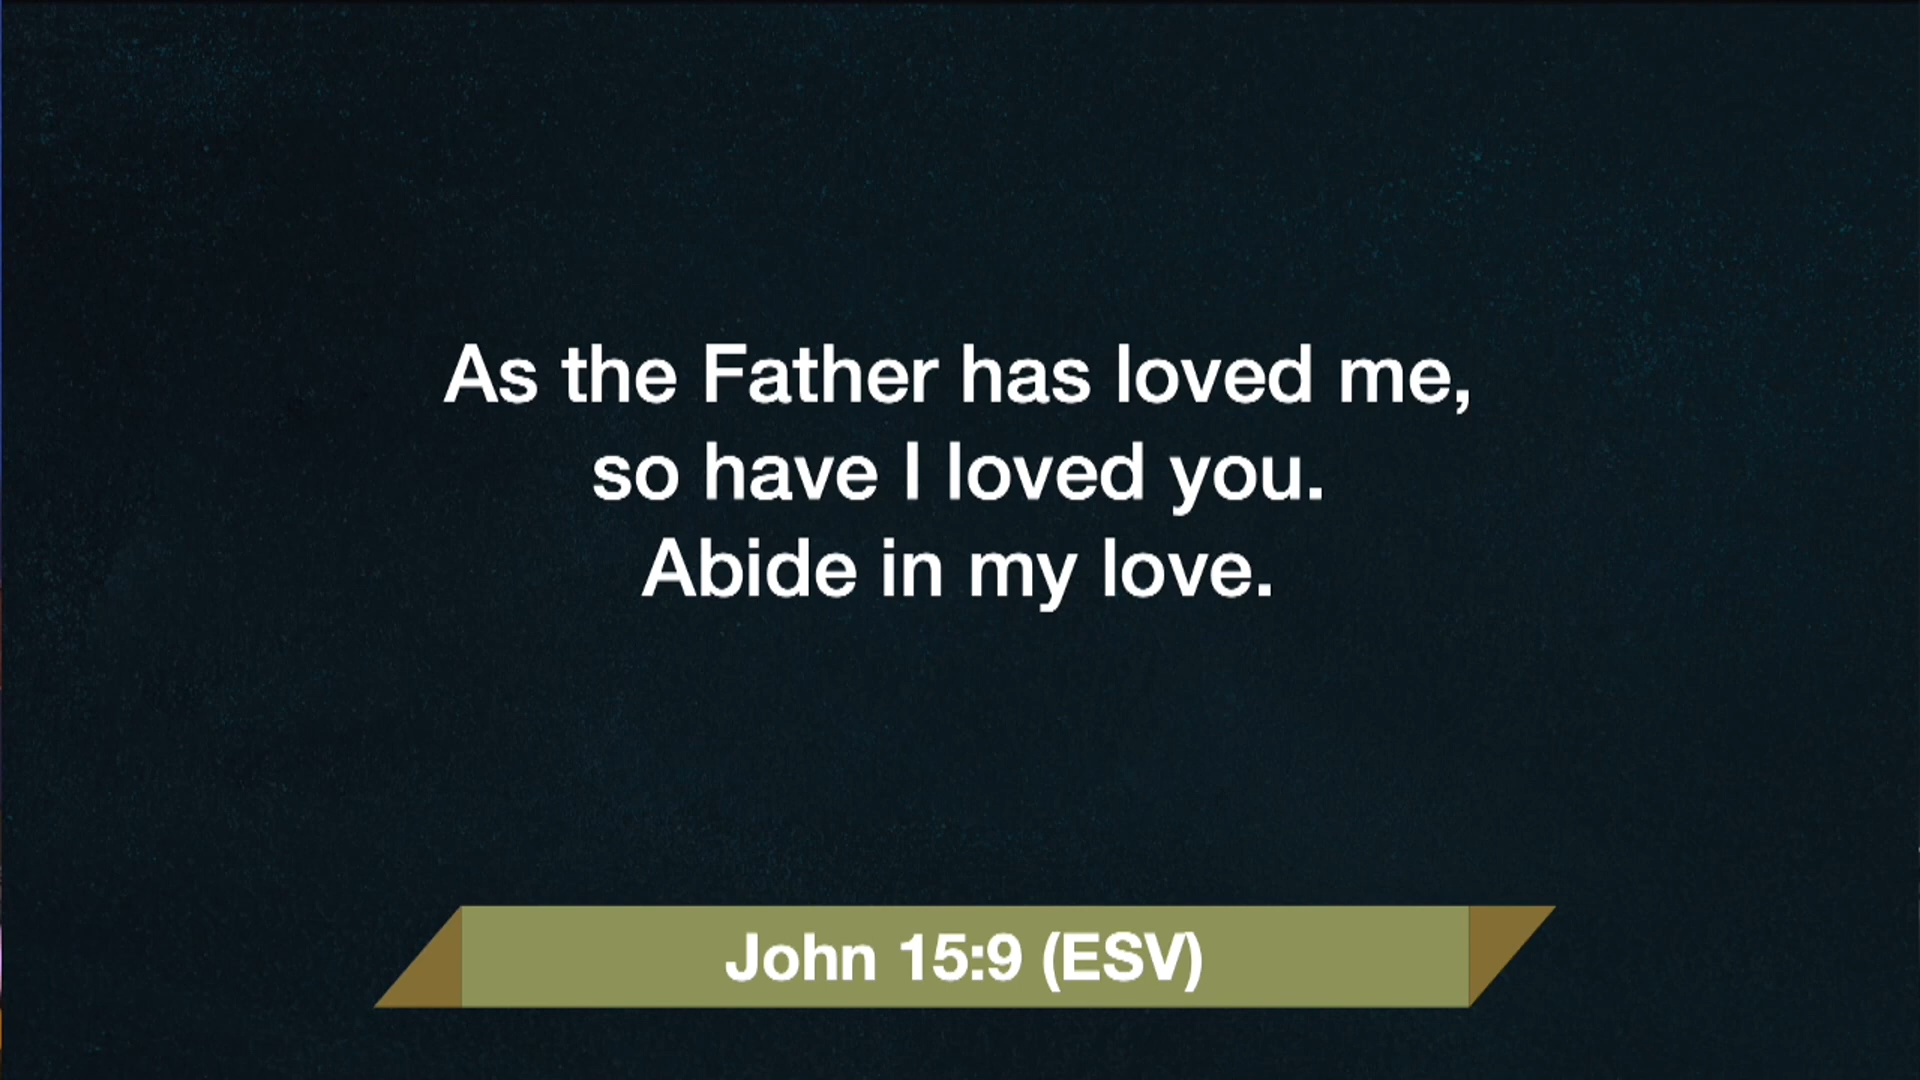 As the Father has loved me,
so have I loved you.
Abide in my love.
John 15:9 (ESV)